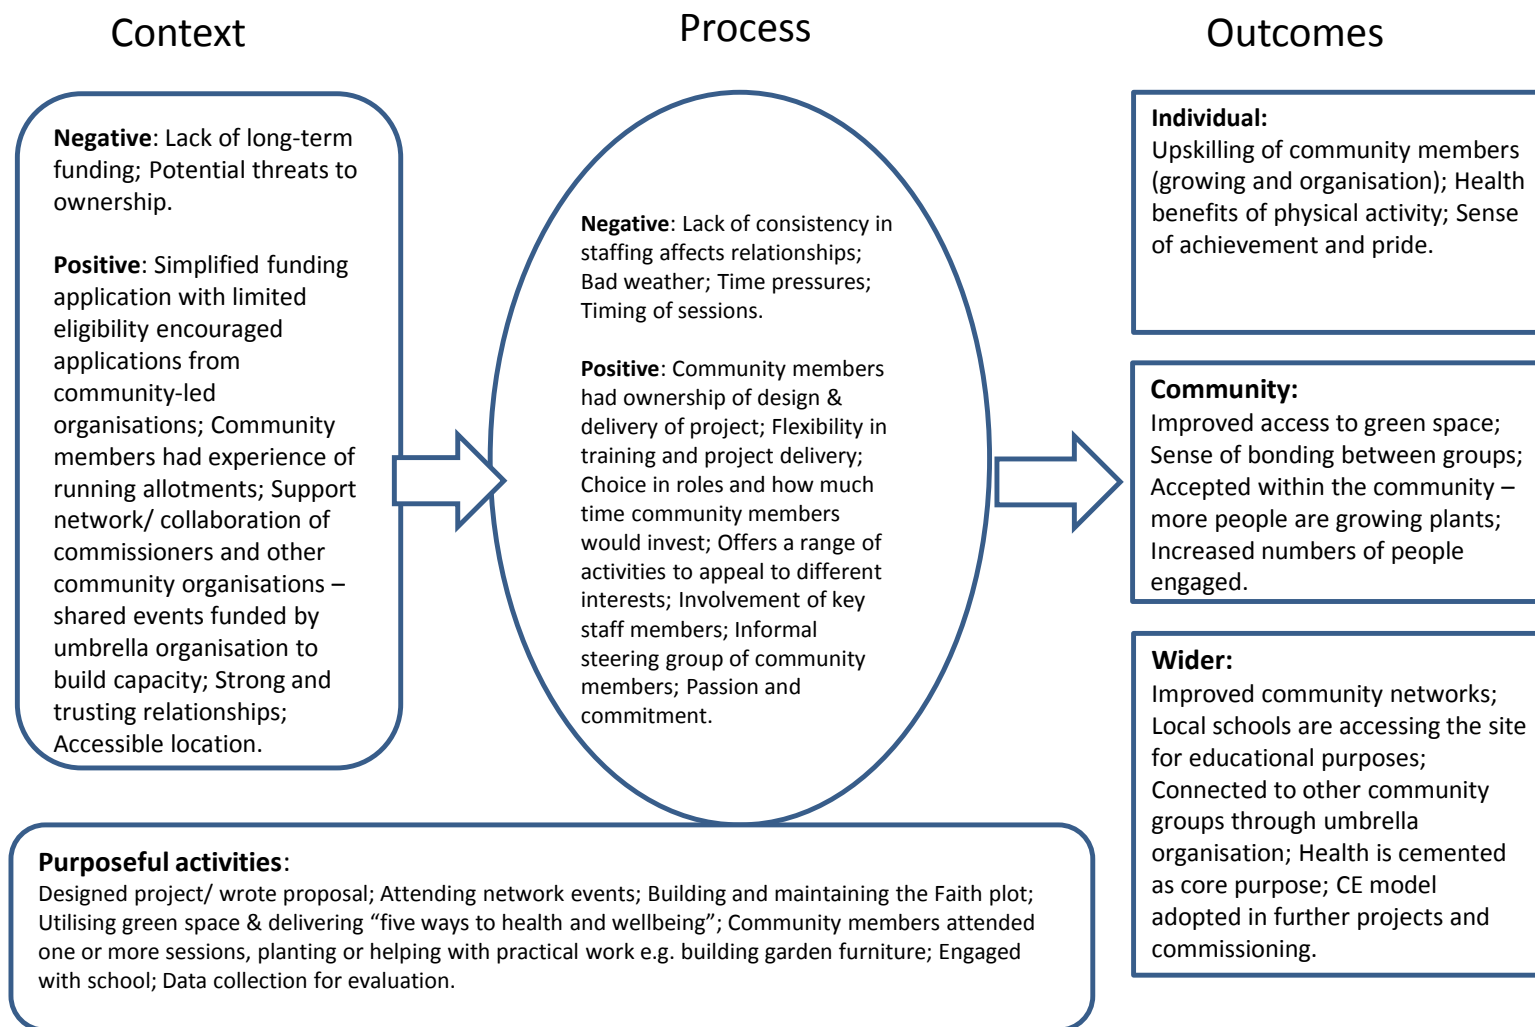 Context
Process
Outcomes
Negative: Lack of long-term
funding; Potential threats to
ownership.
Positive: Simplified funding
application with limited
eligibility encouraged
applications from
community-led
organisations; Community
members had experience of
running allotments; Support
network/ collaboration of
commissioners and other
community organisations –
shared events funded by
umbrella organisation to
build capacity; Strong and
trusting relationships;
Accessible location.
Negative: Lack of consistency in
staffing affects relationships;
Bad weather; Time pressures;
Timing of sessions.
Positive: Community members
had ownership of design &
delivery of project; Flexibility in
training and project delivery;
Choice in roles and how much
time community members
would invest; Offers a range of
activities to appeal to different
interests; Involvement of key
staff members; Informal
steering group of community
members; Passion and
commitment.
Individual:
Upskilling of community members
(growing and organisation); Health
benefits of physical activity; Sense
of achievement and pride.
Community:
Improved access to green space;
Sense of bonding between groups;
Accepted within the community –
more people are growing plants;
Increased numbers of people
engaged.
Wider:
Improved community networks;
Local schools are accessing the site
for educational purposes;
Connected to other community
groups through umbrella
organisation; Health is cemented
as core purpose; CE model
adopted in further projects and
commissioning.
Purposeful activities:
Designed project/ wrote proposal; Attending network events; Building and maintaining the Faith plot;
Utilising green space & delivering “five ways to health and wellbeing”; Community members attended
one or more sessions, planting or helping with practical work e.g. building garden furniture; Engaged
with school; Data collection for evaluation.